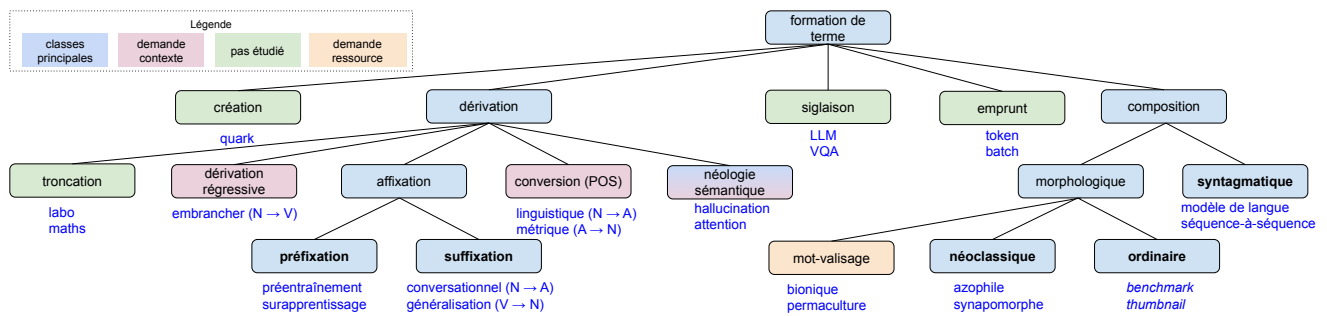 Légende
classes
principales
demande
contexte
pas étudié
demande
ressource
formation de
terme
création
dérivation
siglaison
emprunt
composition
quark
LLM
VQA
token
batch
troncation
dérivation
régressive
affixation
conversion (POS)
néologie
sémantique
morphologique
syntagmatique
labo
maths
embrancher (N → V)
linguistique (N → A)
métrique (A → N)
hallucination
attention
modèle de langue
séquence-à-séquence
préfixation
suffixation
mot-valisage
néoclassique
ordinaire
préentraînement
surapprentissage
conversationnel (N → A)
généralisation (V → N)
bionique
permaculture
azophile
synapomorphe
benchmark
thumbnail